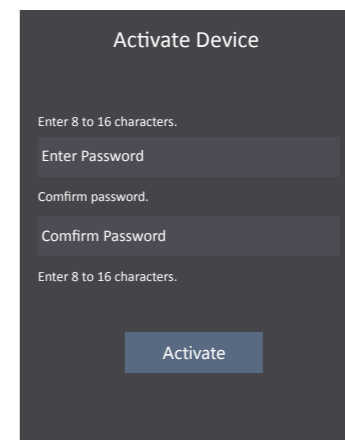 Activate Device
Enter 8 to 16 characters.
Enter Password
Comfirm password.
Comfirm Password
Enter 8 to 16 characters.
Activate